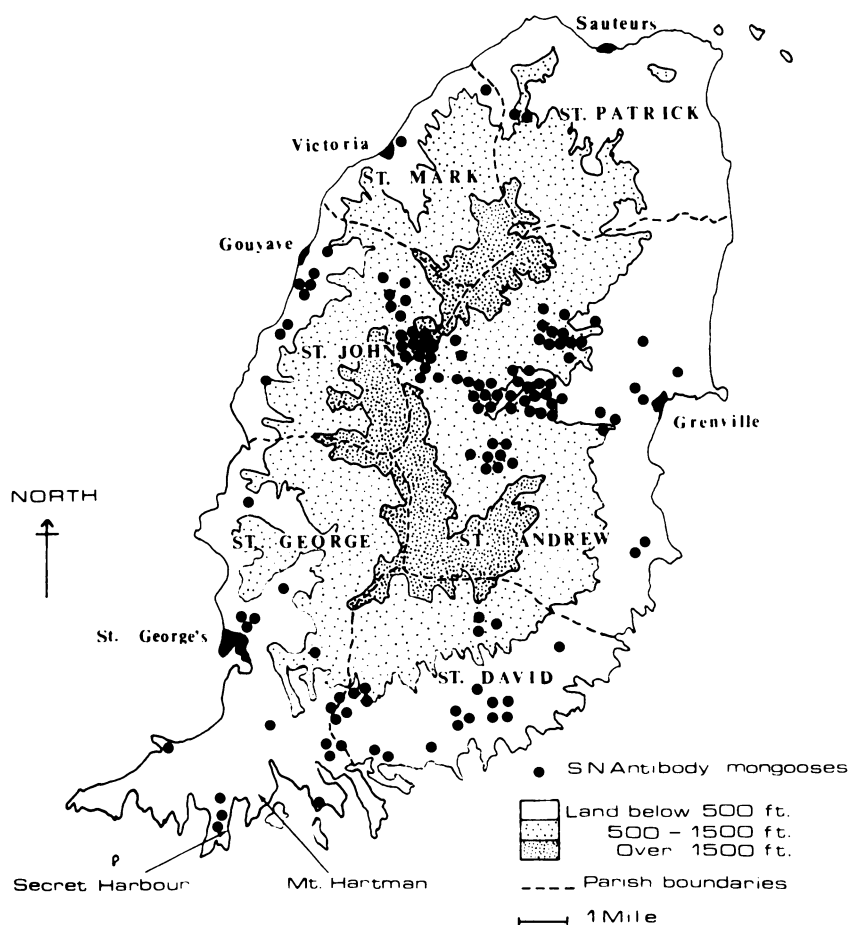 Sauteurs
ST. PATRICK
Victoria
ST. MARK
Gouyave
ST. JOHN
Grenville
NORTH
ST. GEORGE
ST. ANDREW
St. George's
ST. DAVID
SN Antibody mongooses
Land below 500 ft.
500 - 1500 ft.
Over 1500 ft.
Secret Harbour
Mt. Hartman
Parish boundaries
1 Mile